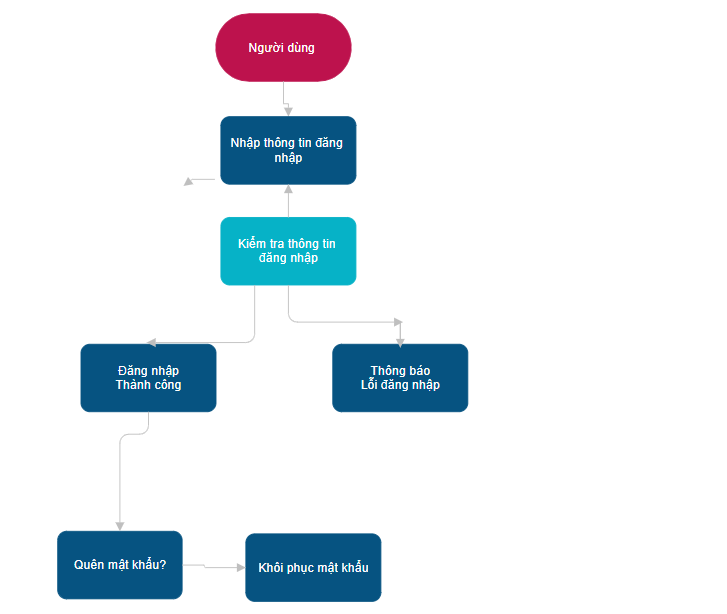 Người dùng
Nhập thông tin đăng
nhập
Kiểm tra thông tin
đăng nhập
Đăng nhập
Thành công
Thông báo
Lỗi đăng nhập
Quên mật khẩu?
Khôi phục mật khẩu